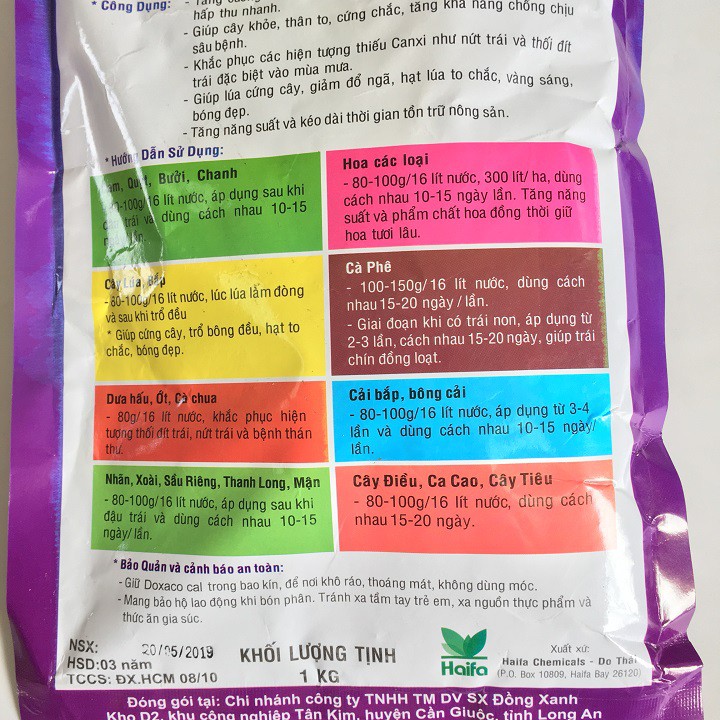 * Công Dụng: - Tăng cường
hấp thu nhanh.
- Giúp cây khỏe, thân to, cứng chắc, tăng khả năng chống chịu
sâu bệnh.
- Khắc phục các hiện tượng thiếu Canxi như nứt trái và thối đít
trái đặc biệt vào mùa mưa.
- Giúp lúa cứng cây, giảm đổ ngã, hạt lúa to chắc, vàng sáng,
bóng đẹp.
- Tăng năng suất và kéo dài thời gian tồn trữ nông sản.
* Hướng Dẫn Sử Dụng:
Cam, Quýt, Bưởi, Chanh
80-100g/16 lít nước, áp dụng sau khi
trái và dùng cách nhau 10-15
ngày/lần.
Hoa các loại
- 80-100g/16 lít nước, 300 lít/ ha, dùng
cách nhau 10-15 ngày lần. Tăng năng
suất và phẩm chất hoa đồng thời giữ
hoa tươi lâu.
Cây Lúa, Bắp
- 80-100g/16 lít nước, lúc lúa làm đòng
và sau khi trổ đều
* Giúp cứng cây, trổ bông đều, hạt to
chắc, bóng đẹp.
Cà Phê
- 100-150g/16 lít nước, dùng cách
nhau 15-20 ngày / lần.
- Giai đoạn khi có trái non, áp dụng từ
2-3 lần, cách nhau 15-20 ngày, giúp trái
chín đồng loạt.
Dưa hấu, Ớt, Cà chua
- 80g/16 lít nước, khắc phục hiện
tượng thối đít trái, nứt trái và bệnh thán
thư.
Cải bắp, bông cải
- 80-100g/16 lít nước, áp dụng từ 3-4
lần và dùng cách nhau 10-15 ngày/
lần.
Nhãn, Xoài, Sầu Riêng, Thanh Long, Mận
- 80-100g/16 lít nước, áp dụng sau khi
đậu trái và dùng cách nhau 10-15
ngày/ lần.
Cây Điều, Ca Cao, Cây Tiêu
- 80-100g/16 lít nước, dùng cách
nhau 15-20 ngày.
* Bảo Quản và cảnh báo an toàn:
- Giữ Doxaco cal trong bao kín, để nơi khô ráo, thoáng mát, không dùng móc.
- Mang bảo hộ lao động khi bón phân. Tránh xa tầm tay trẻ em, xa nguồn thực phẩm và
thức ăn gia súc.
NSX: 20/05/2019
HSD: 03 năm
TCCS: ĐX.HCM 08/10
KHỐI LƯỢNG TỊNH
1 KG
Haifa
Xuất xứ:
Haifa Chemicals - Do Thái
(P.O. Box 10809, Haifa Bay 26120)
Đóng gói tại: Chi nhánh công ty TNHH TM DV SX Đồng Xanh
Kho D2, khu công nghiệp Tân Kim, huyện Cần Giuộc, tỉnh Long An